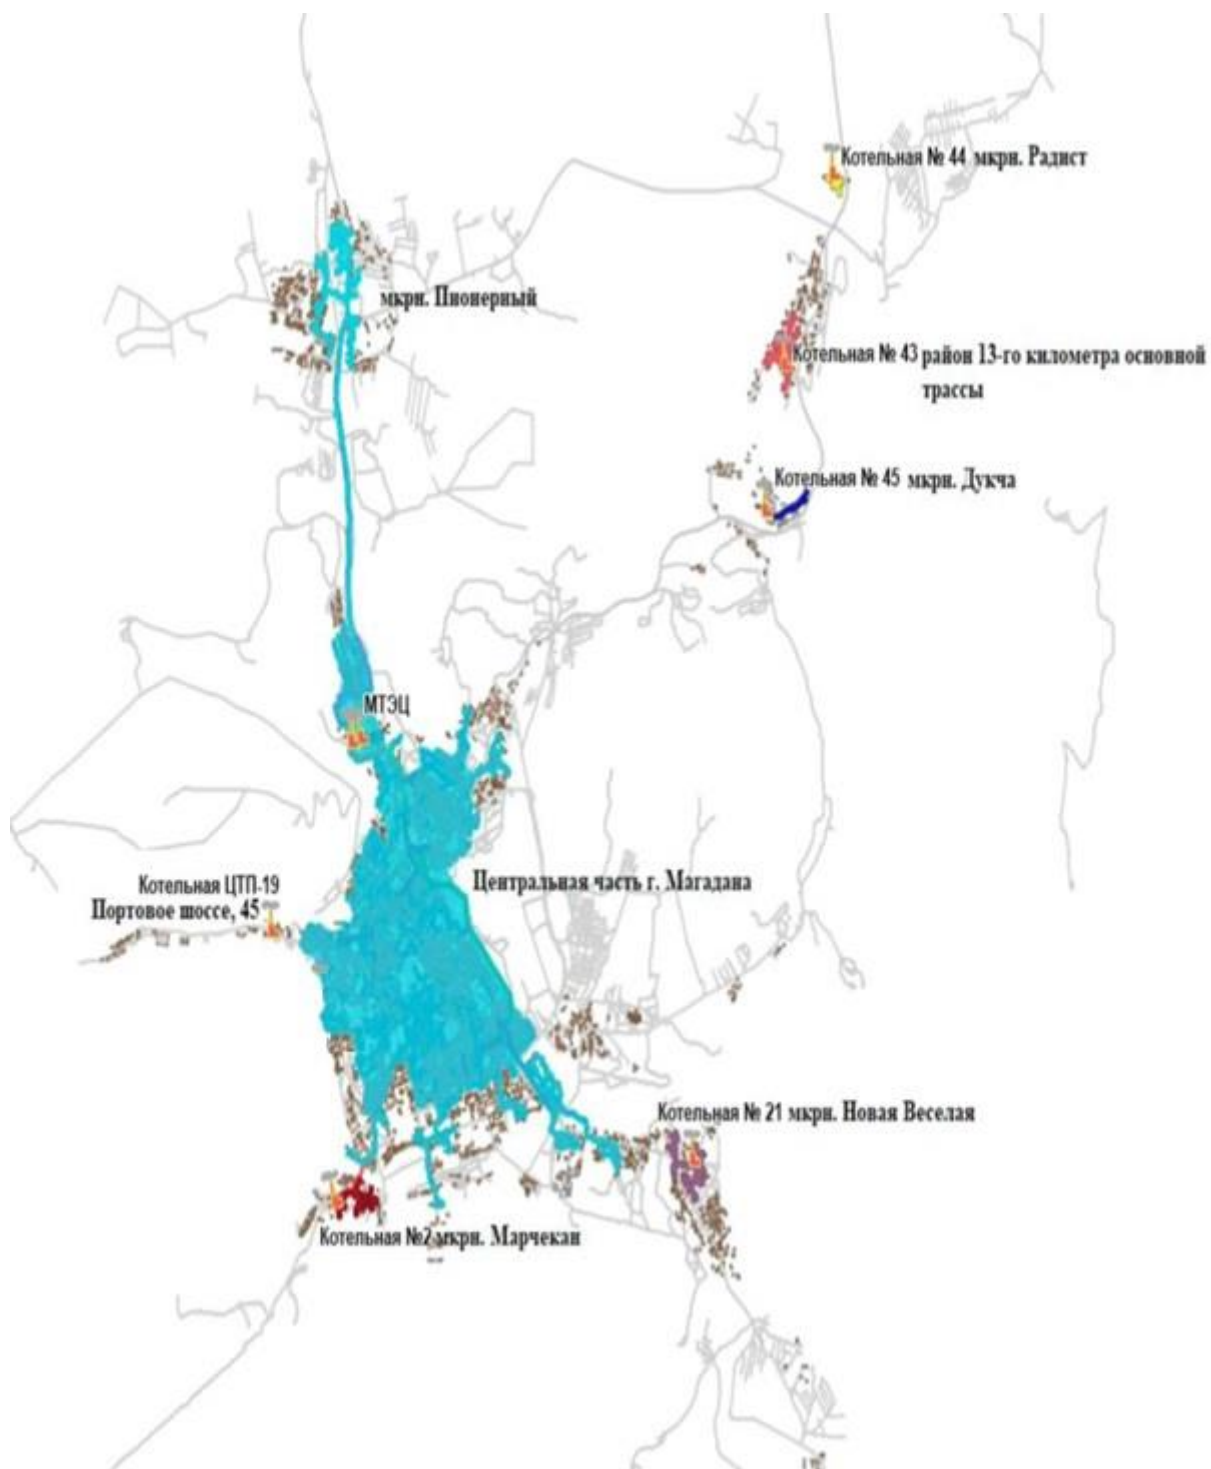 Котельная № 44 мкрн. Радист
мкрн. Пионерный
Котельная № 43 район 13-го километра основной
трассы
Котельная № 45 мкрн. Дукча
МТЭЦ
Центральная часть г. Магадана
Котельная ЦТП-19
Портовое шоссе, 45
Котельная № 21 мкрн. Новая Веселая
Котельная №2 мкрн. Марчекан